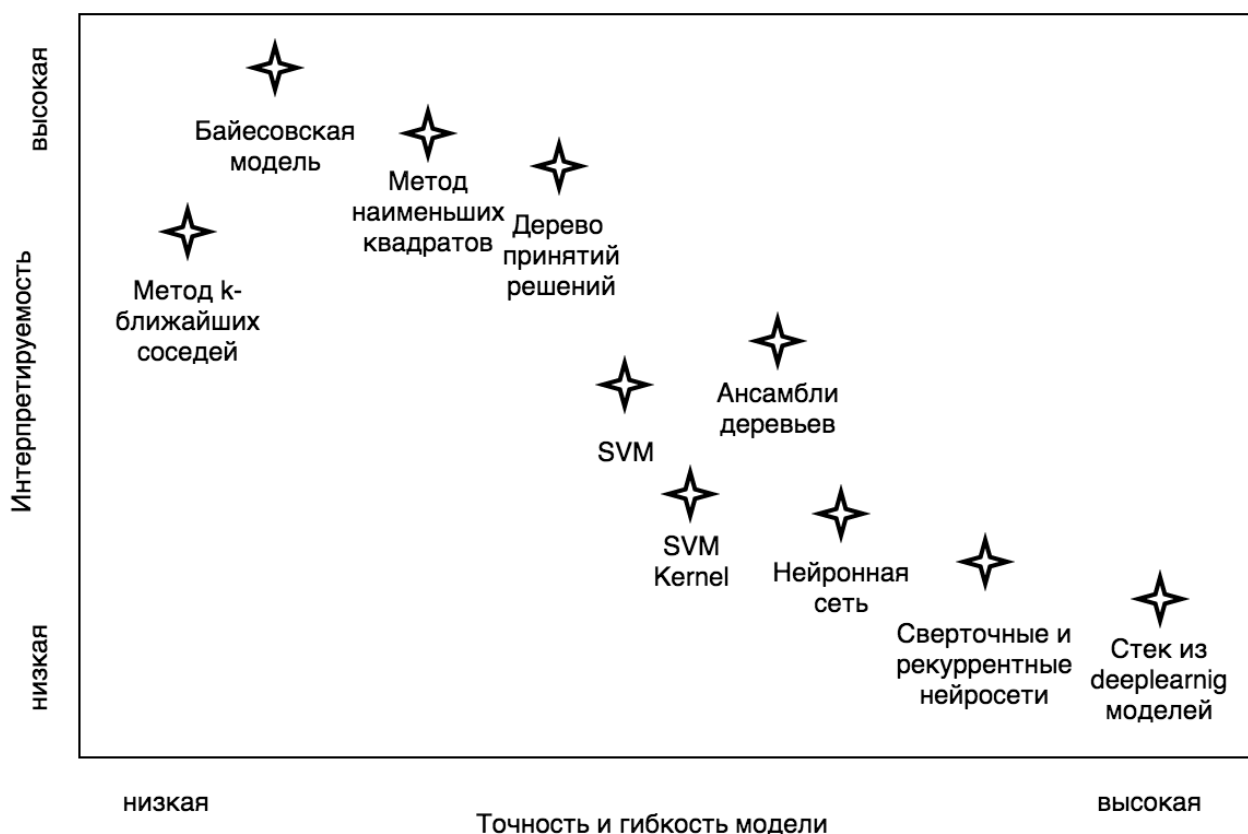 высокая
Интерпретируемость
низкая
Байесовская
модель
Метод
наименьших
квадратов
Дерево
принятий
решений
Метод k-
ближайших
соседей
Ансамбли
деревьев
SVM
SVM
Kernel
Нейронная
сеть
Сверточные и
рекуррентные
нейросети
Стек из
deeplearnig
моделей
низкая
Точность и гибкость модели
высокая